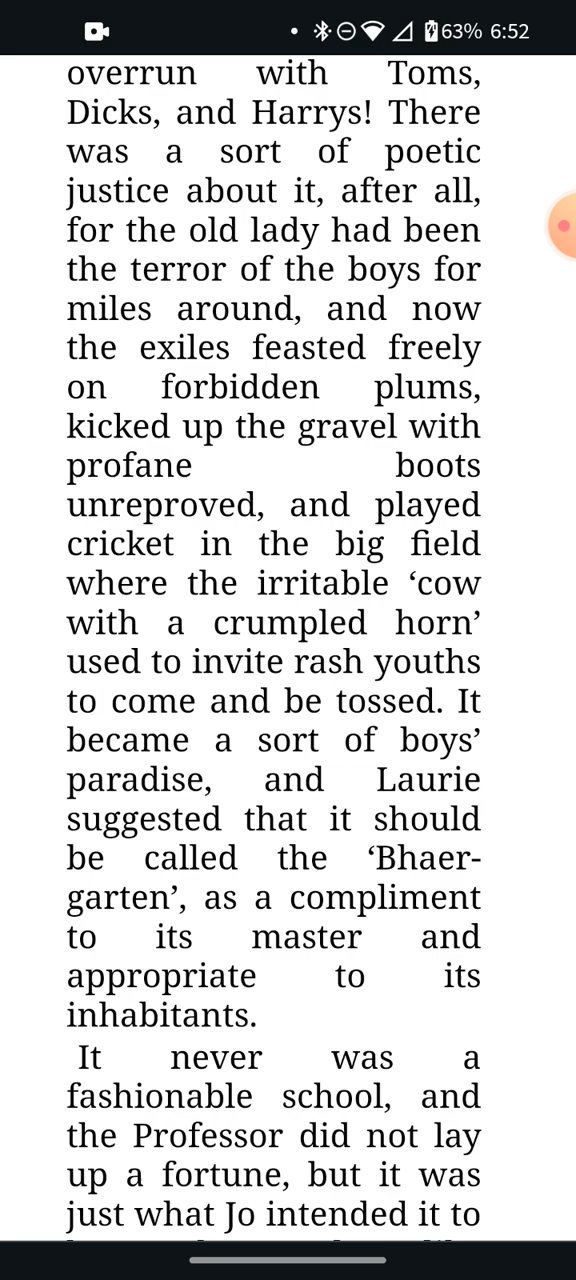 63% 6:52
overrun with Toms,
Dicks, and Harrys! There
was a sort of poetic
justice about it, after all,
for the old lady had been
the terror of the boys for
miles around, and now
the exiles feasted freely
on forbidden plums,
kicked up the gravel with
profane boots
unreproved, and played
cricket in the big field
where the irritable ‘cow
with a crumpled horn’
used to invite rash youths
to come and be tossed. It
became a sort of boys’
paradise, and Laurie
suggested that it should
be called the ‘Bhaer-
garten’, as a compliment
to its master and
appropriate to its
inhabitants.
It never was a
fashionable school, and
the Professor did not lay
up a fortune, but it was
just what Jo intended it to